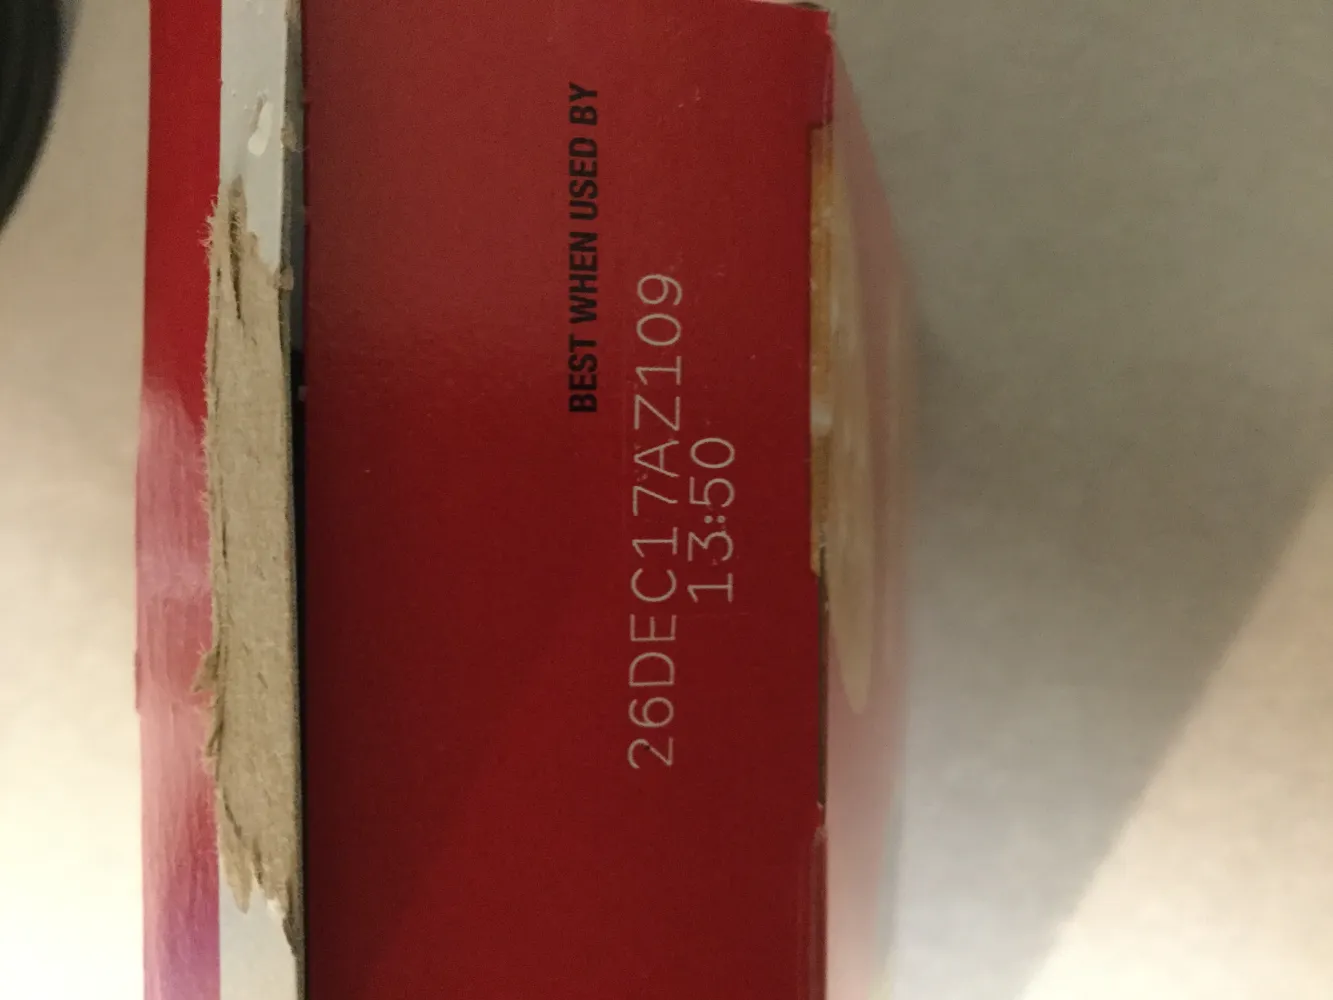 BEST WHEN USED BY
26DEC17AZ109
13:50